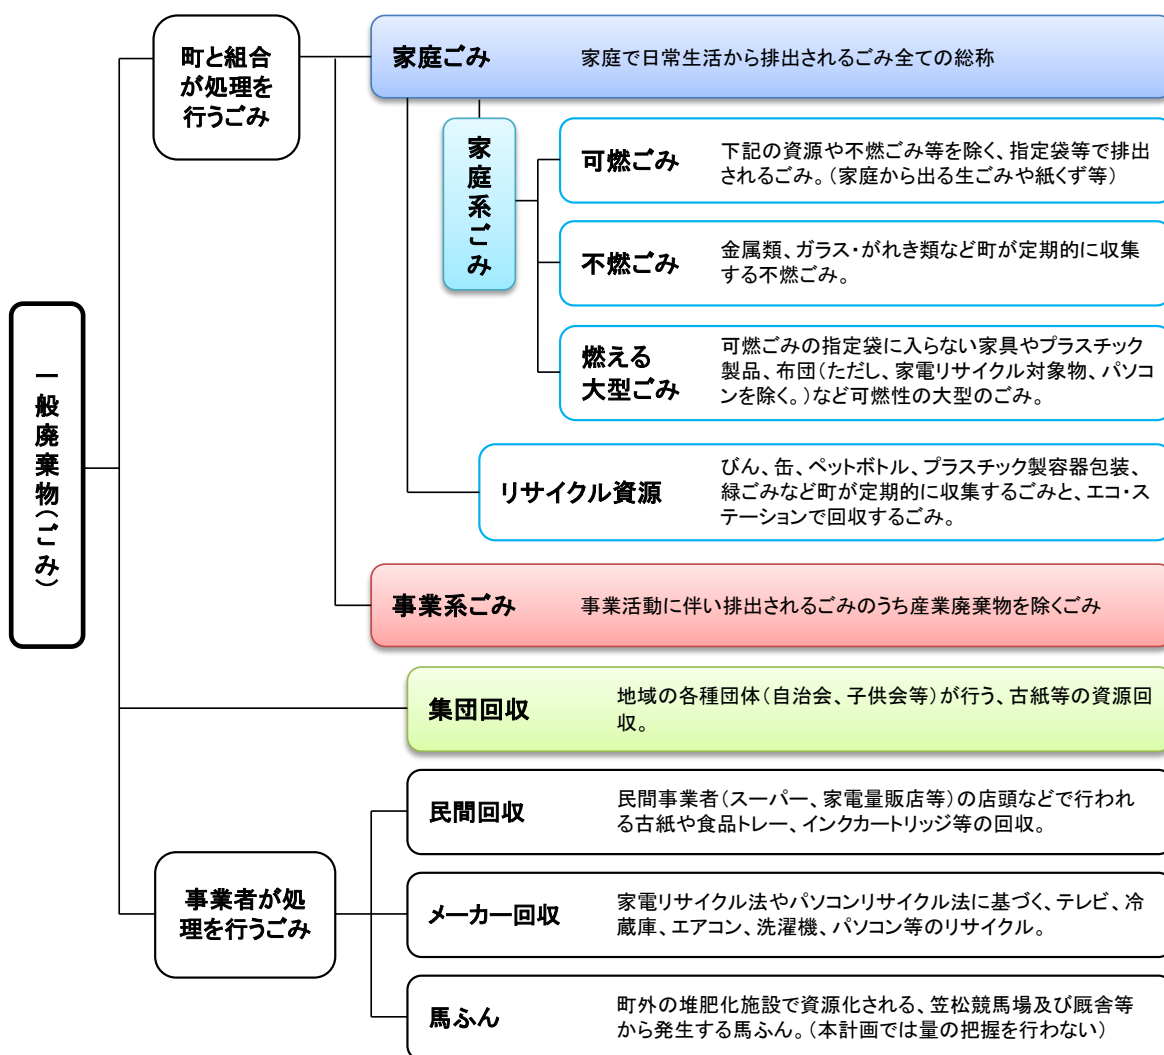 一般廃棄物(ごみ)
町と組合
が処理を
行うごみ
家庭ごみ
家庭で日常生活から排出されるごみ全ての総称
家庭系ごみ
可燃ごみ
下記の資源や不燃ごみ等を除く、指定袋等で排出
されるごみ。(家庭から出る生ごみや紙くず等)
不燃ごみ
金属類、ガラス・がれき類など町が定期的に収集
する不燃ごみ。
燃える
大型ごみ
可燃ごみの指定袋に入らない家具やプラスチック
製品、布団(ただし、家電リサイクル対象物、パソコ
ンを除く。)など可燃性の大型のごみ。
リサイクル資源
びん、缶、ペットボトル、プラスチック製容器包装、
緑ごみなど町が定期的に収集するごみと、エコ・ス
テーションで回収するごみ。
事業系ごみ
事業活動に伴い排出されるごみのうち産業廃棄物を除くごみ
集団回収
地域の各種団体(自治会、子供会等)が行う、古紙等の資源回
収。
事業者が処
理を行うごみ
民間回収
民間事業者(スーパー、家電量販店等)の店頭などで行われ
る古紙や食品トレー、インクカートリッジ等の回収。
メーカー回収
家電リサイクル法やパソコンリサイクル法に基づく、テレビ、冷
蔵庫、エアコン、洗濯機、パソコン等のリサイクル。
馬ふん
町外の堆肥化施設で資源化される、笠松競馬場及び厩舎等
から発生する馬ふん。(本計画では量の把握を行わない)